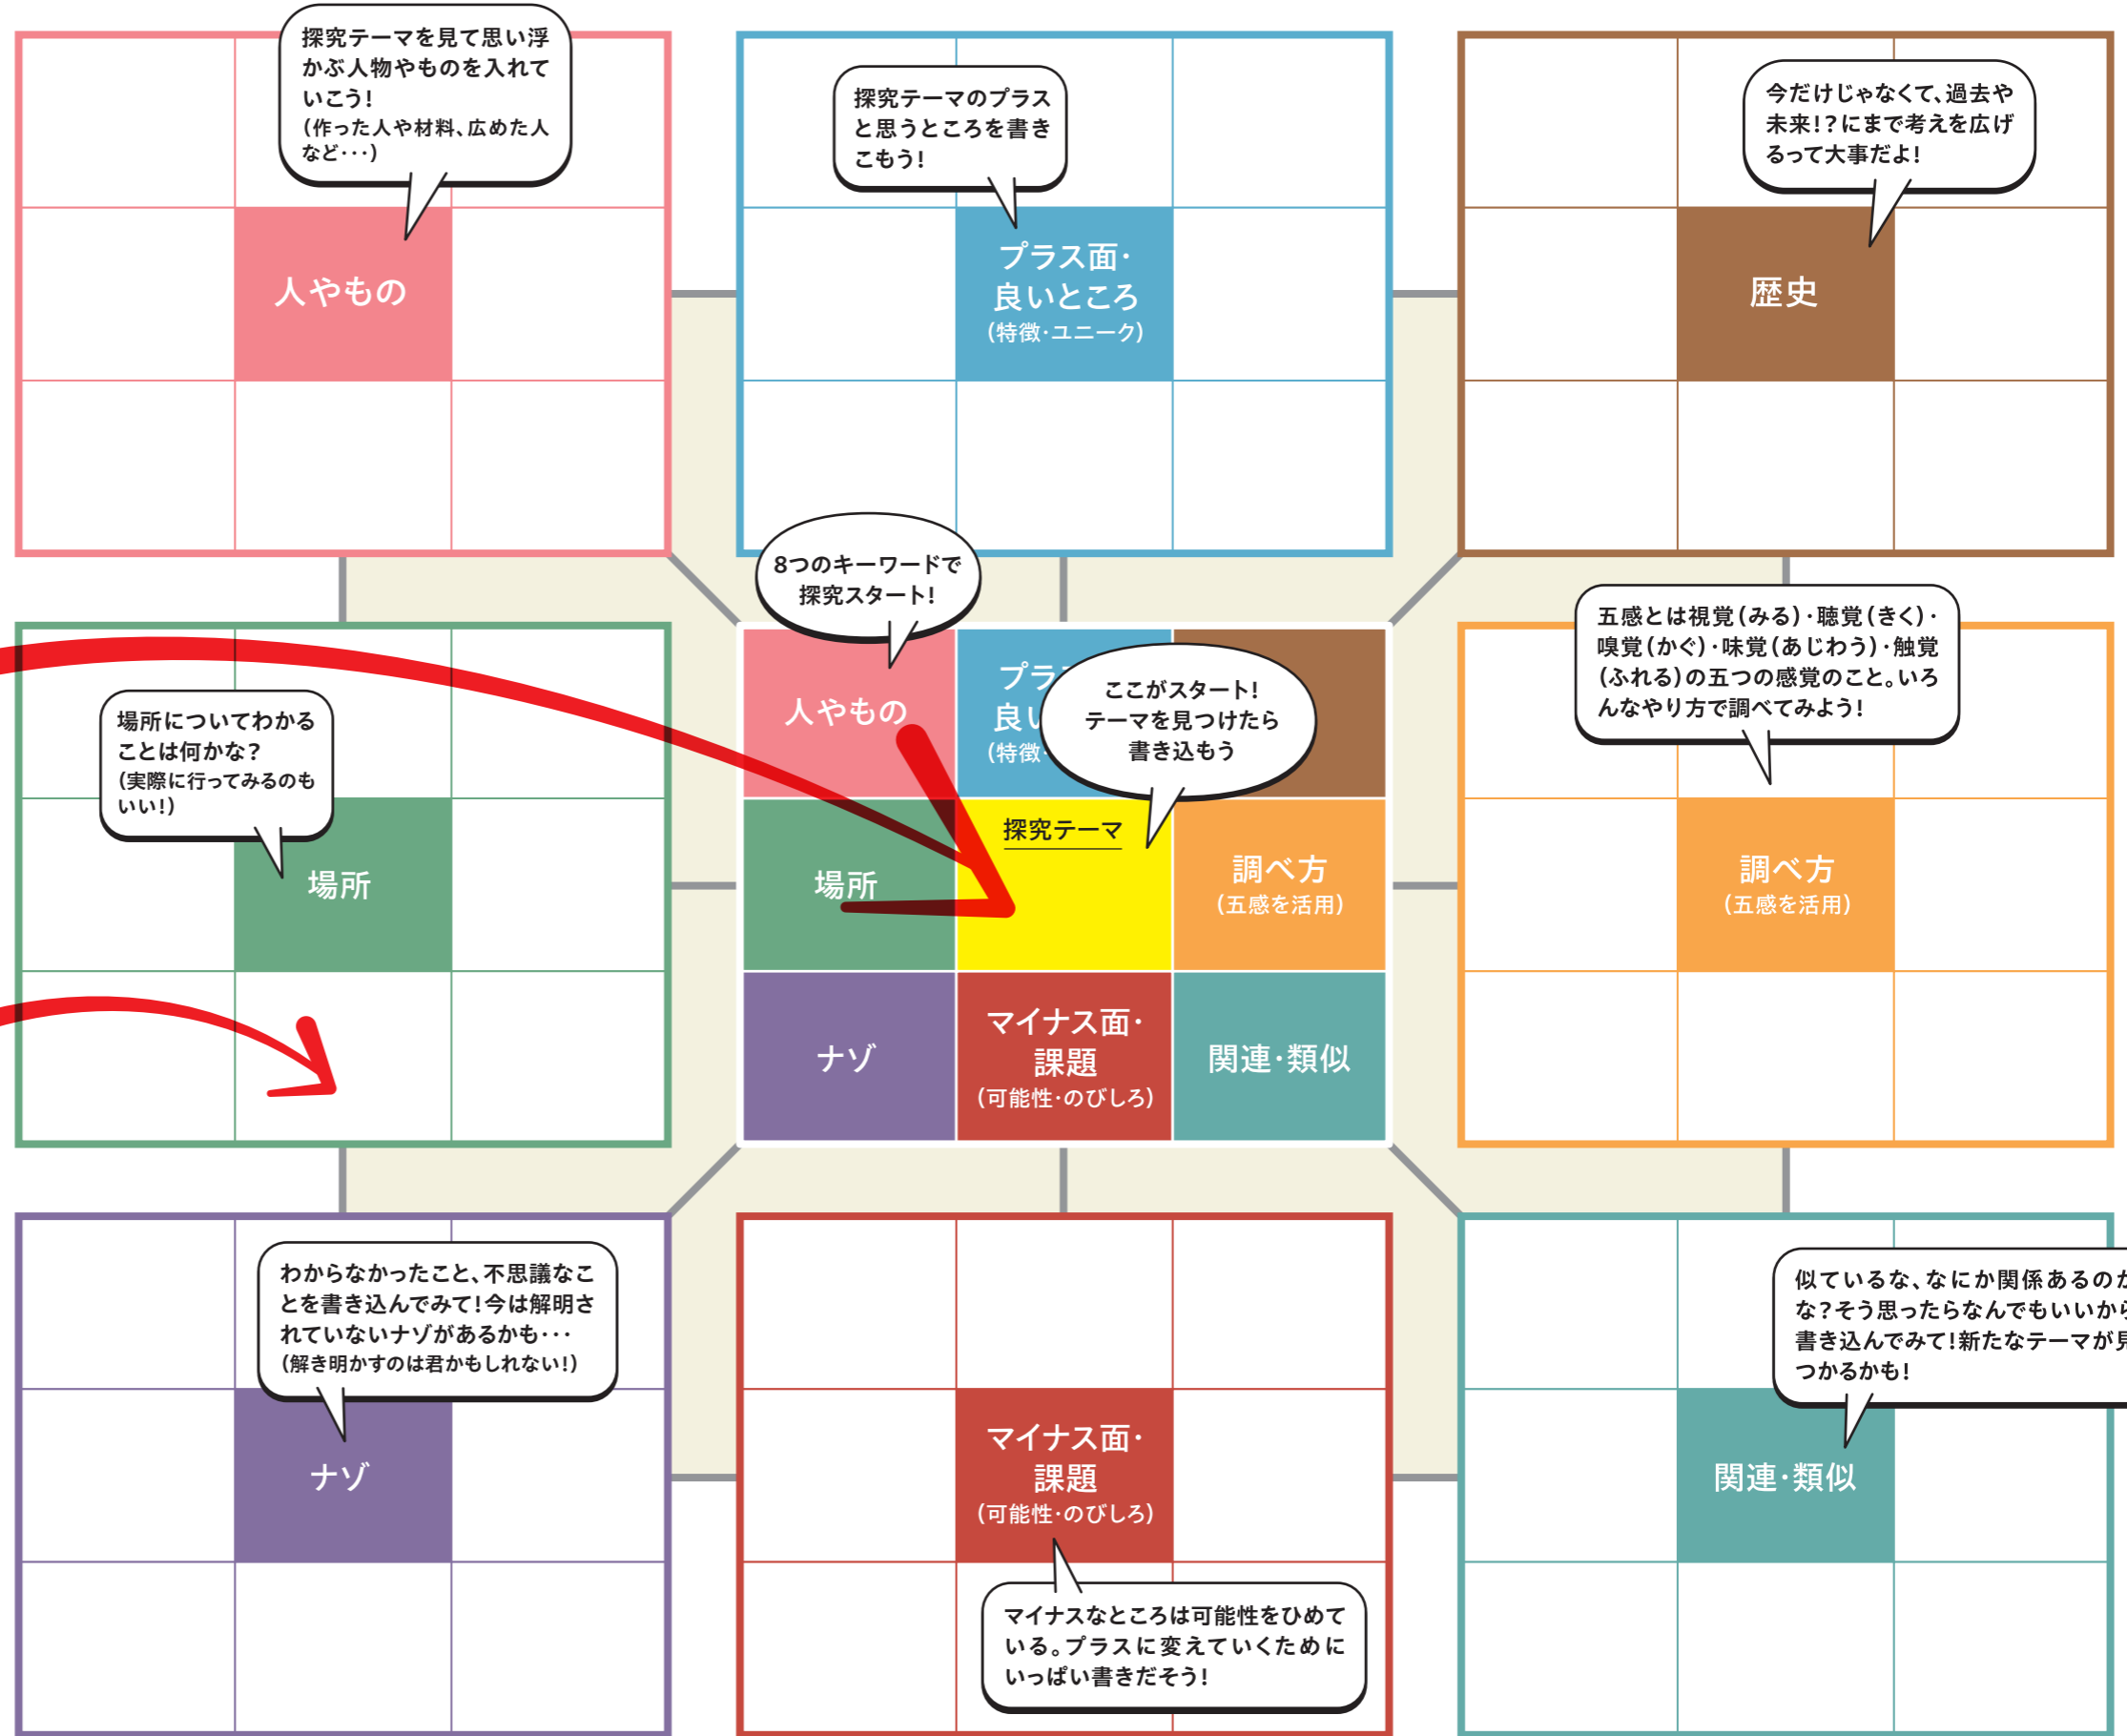 探究テーマを見て思い浮
かぶ人物やものを入れて
いこう!
(作った人や材料、広めた人
など･･･)
人やもの
探究テーマのプラス
と思うところを書き
こもう!
プラス面・
良いところ
(特徴・ユニーク)
今だけじゃなくて、過去や
未来!?にまで考えを広げ
るって大事だよ!
歴史
場所についてわかる
ことは何かな?
(実際に行ってみるのも
いい!)
場所
8つのキーワードで
探究スタート!
ここがスタート!
テーマを見つけたら
書き込もう
人やもの
プラ
良い
(特徴・
場所
探究テーマ
調べ方
(五感を活用)
ナゾ
マイナス面・
課題
(可能性・のびしろ)
関連・類似
五感とは視覚(みる)・聴覚(きく)・
嗅覚(かぐ)・味覚(あじわう)・触覚
(ふれる)の五つの感覚のこと。いろ
んなやり方で調べてみよう!
調べ方
(五感を活用)
わからなかったこと、不思議なこ
とを書き込んでみて!今は解明さ
れていないナゾがあるかも･･･
(解き明かすのは君かもしれない!)
ナゾ
マイナス面・
課題
(可能性・のびしろ)
マイナスなところは可能性をひめて
いる。プラスに変えていくために
いっぱい書きだそう!
似ているな、なにか関係あるのか
な?そう思ったらなんでもいいから
書き込んでみて!新たなテーマが見
つかるかも!
関連・類似